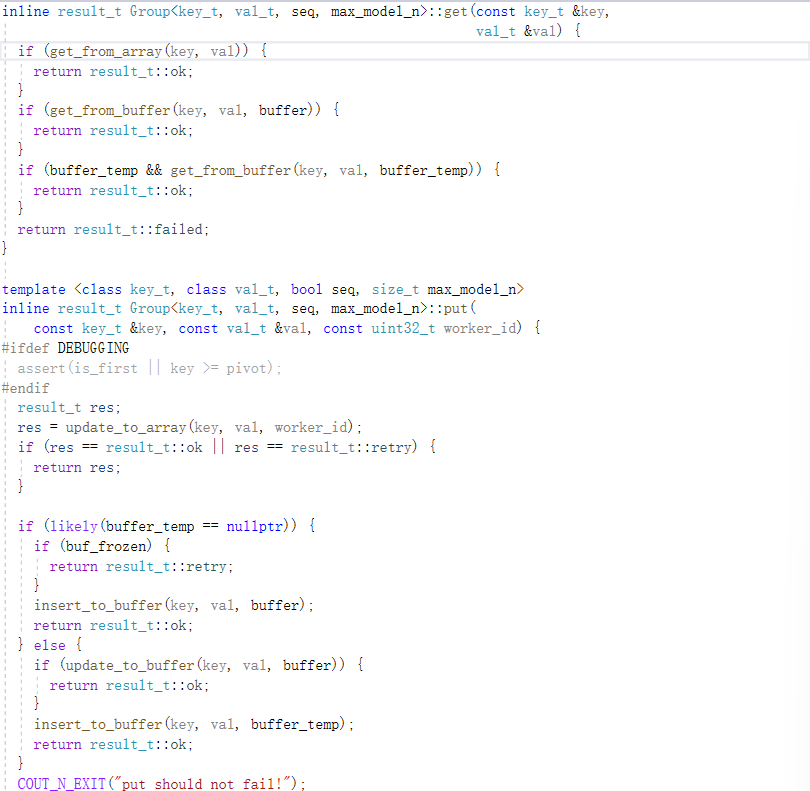 inline result_t Group<key_t, val_t, seq, max_model_n>::get(const key_t &key,
val_t &val) {
if (get_from_array(key, val)) {
return result_t::ok;
}
if (get_from_buffer(key, val, buffer)) {
return result_t::ok;
}
if (buffer_temp && get_from_buffer(key, val, buffer_temp)) {
return result_t::ok;
}
return result_t::failed;
}
template <class key_t, class val_t, bool seq, size_t max_model_n>
inline result_t Group<key_t, val_t, seq, max_model_n>::put(
const key_t &key, const val_t &val, const uint32_t worker_id) {
#ifdef DEBUGGING
assert(is_first || key >= pivot);
#endif
result_t res;
res = update_to_array(key, val, worker_id);
if (res == result_t::ok || res == result_t::retry) {
return res;
}
if (likely(buffer_temp == nullptr)) {
if (buf_frozen) {
return result_t::retry;
}
insert_to_buffer(key, val, buffer);
return result_t::ok;
} else {
if (update_to_buffer(key, val, buffer)) {
return result_t::ok;
}
insert_to_buffer(key, val, buffer_temp);
return result_t::ok;
}
COUT_N_EXIT("put should not fail!");